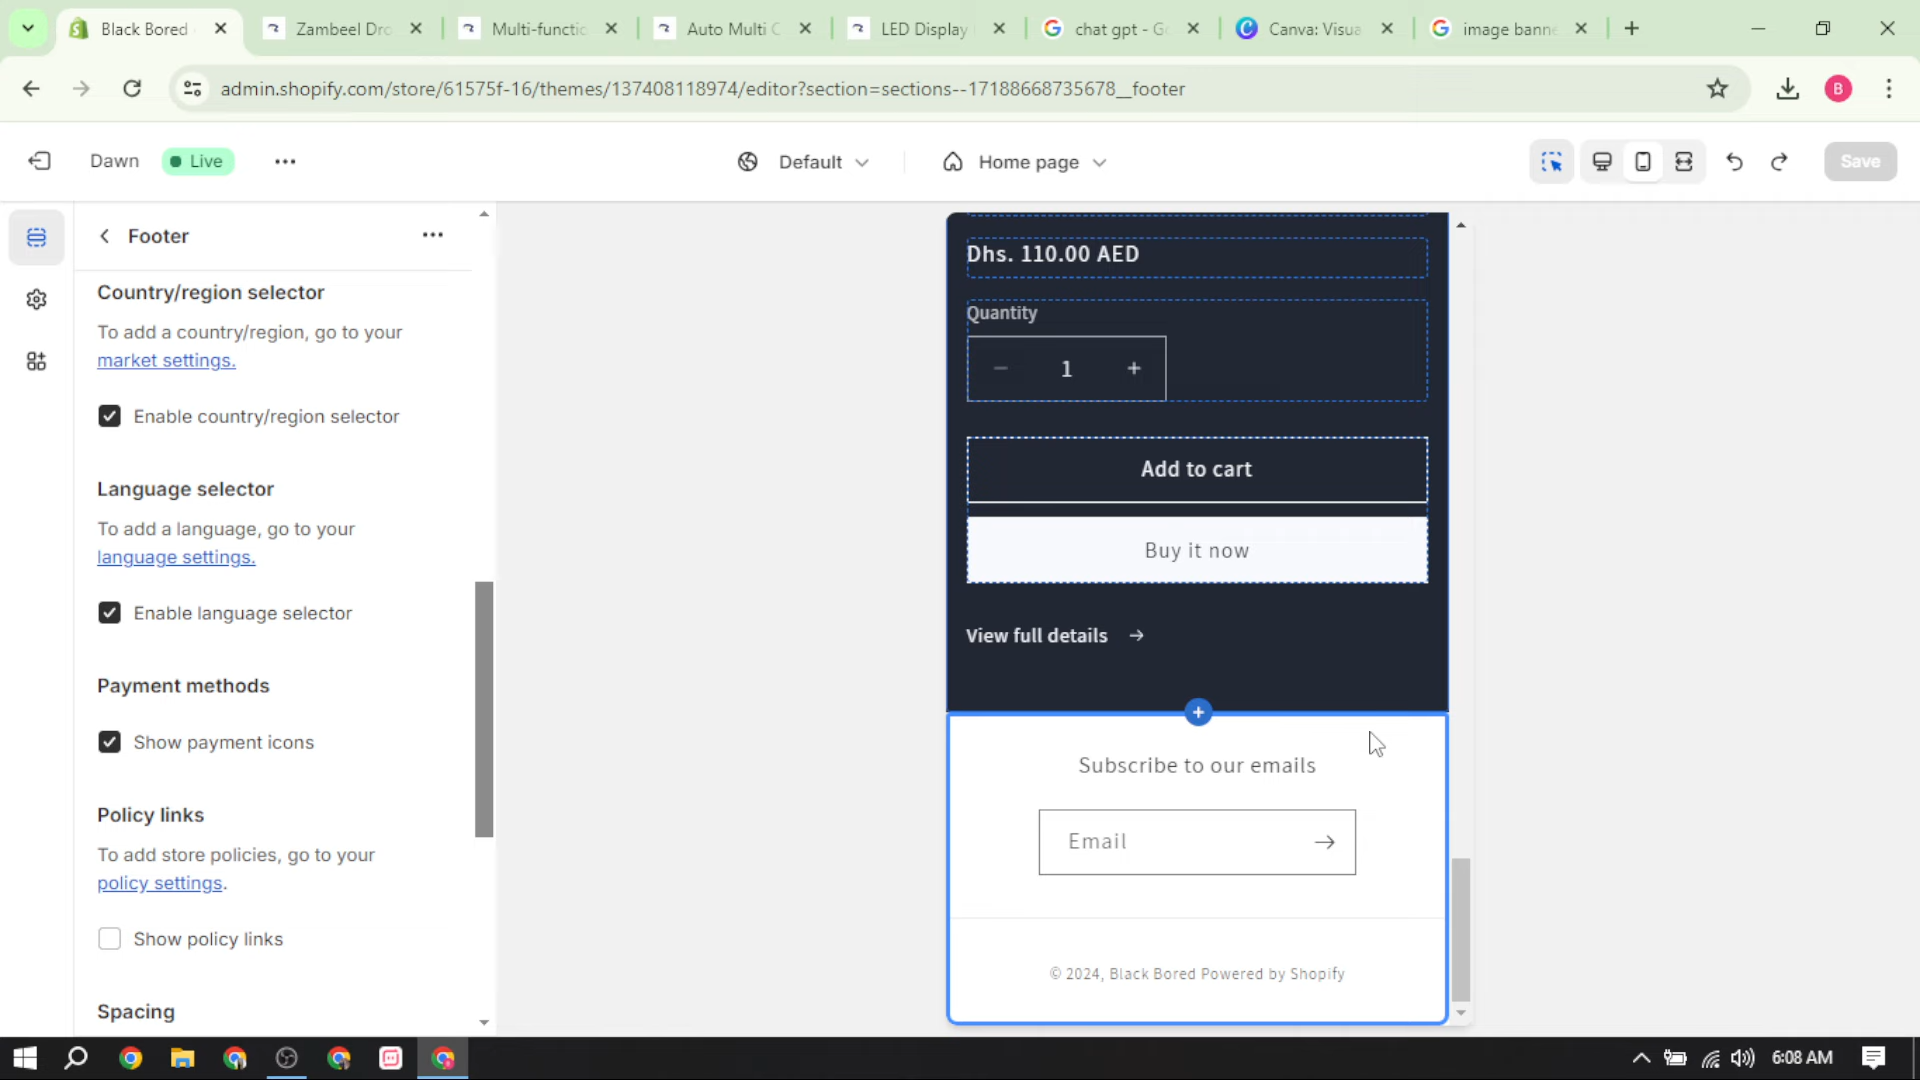 Black Bored
Zambeel Dro
Multi-functio
Auto Multi C
LED Display
chat gpt - Go
Canva: Visua
image bann
admin.shopify.com/store/61575f-16/themes/137408118974/editor?section=sections--17188668735678__footer
B
Dawn
Live
Default
Home page
Save
Footer
Country/region selector
To add a country/region, go to your
market settings.
Enable country/region selector
Language selector
To add a language, go to your
language settings.
Enable language selector
Payment methods
Show payment icons
Policy links
To add store policies, go to your
policy settings.
Show policy links
Spacing
Dhs. 110.00 AED
Quantity
1
Add to cart
Buy it now
View full details
Subscribe to our emails
Email
© 2024, Black Bored Powered by Shopify
6:08 AM